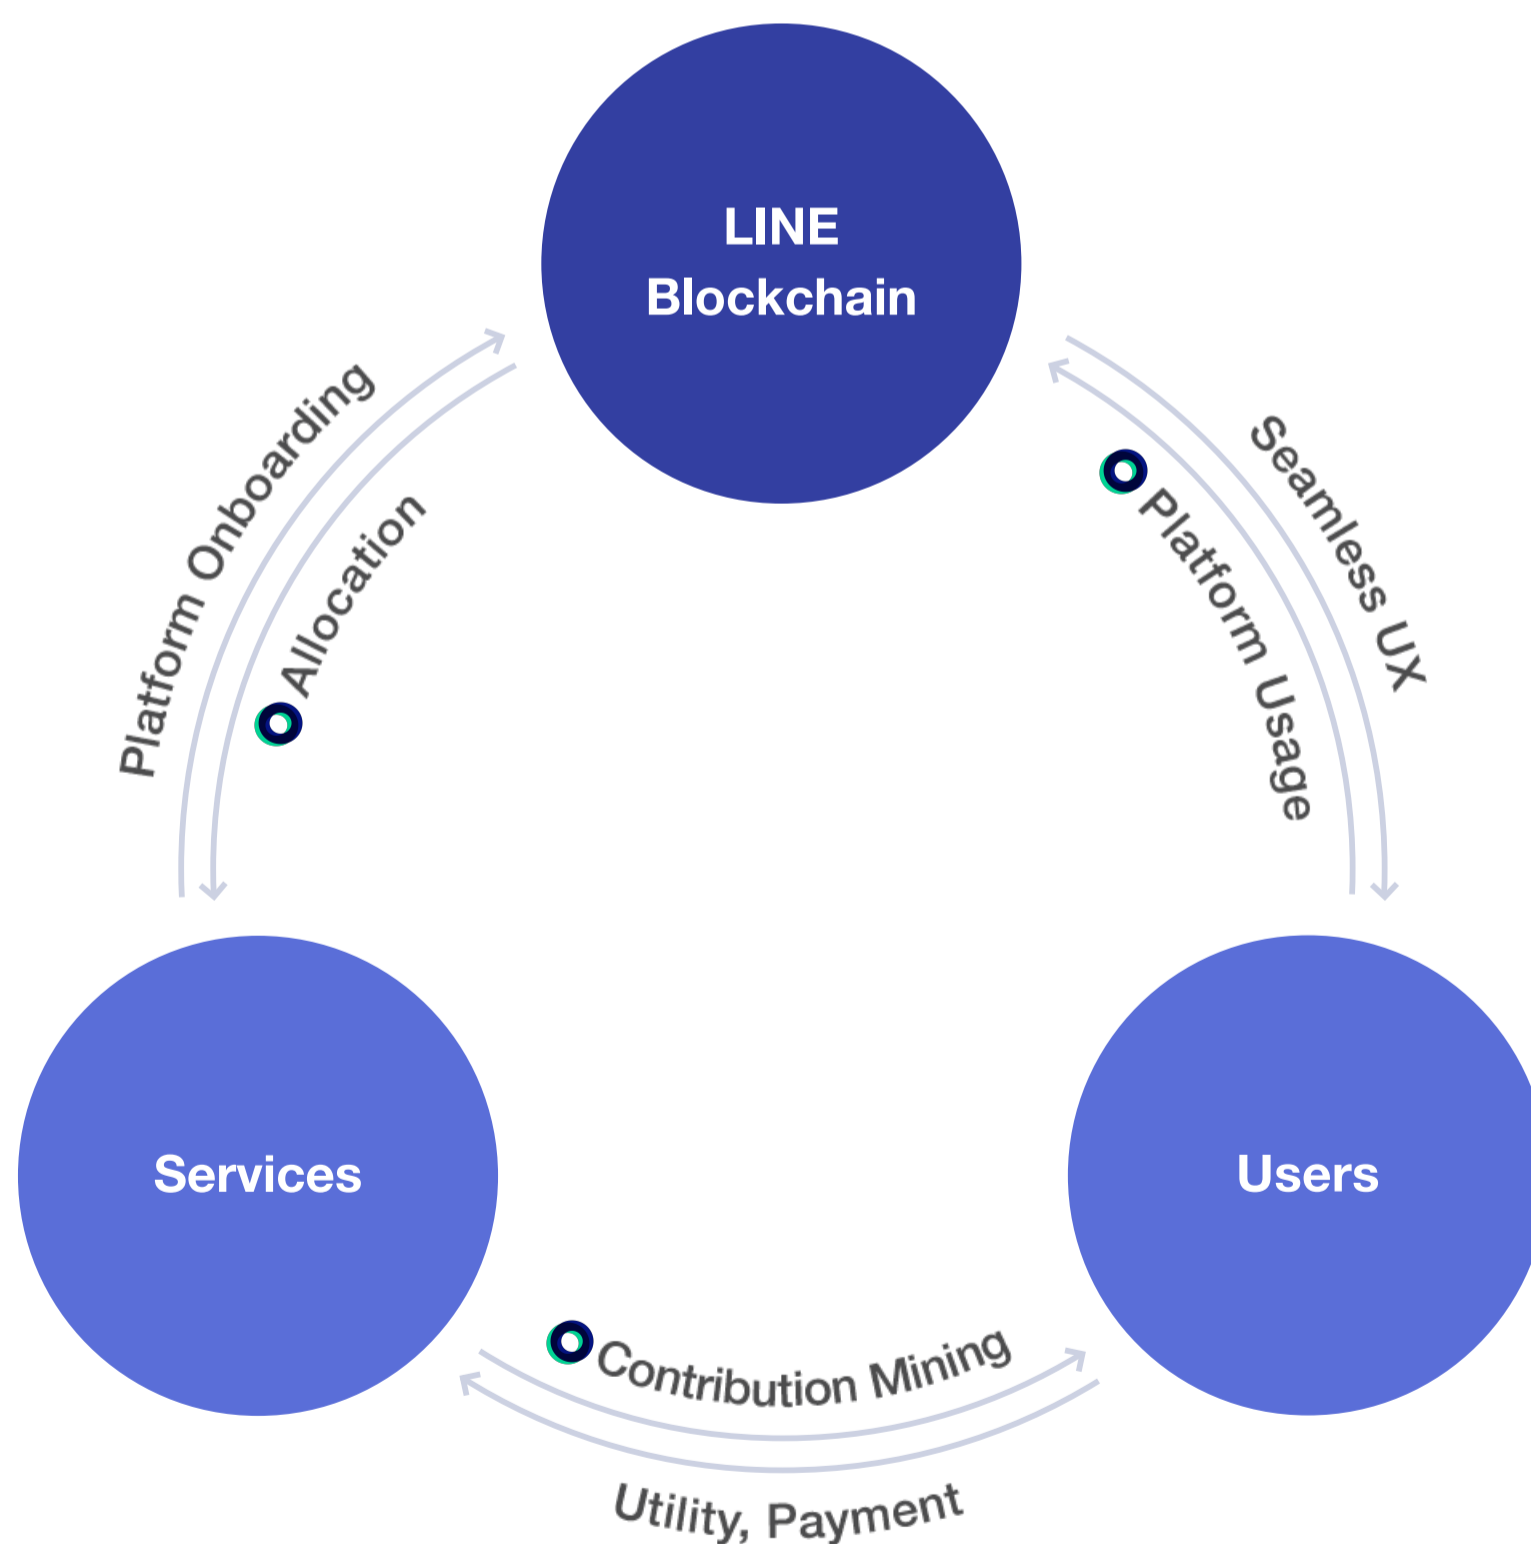 LINE
Blockchain
Platform Onboarding
Allocation
Seamless UX
Platform Usage
Services
Users
Contribution Mining
Utility, Payment